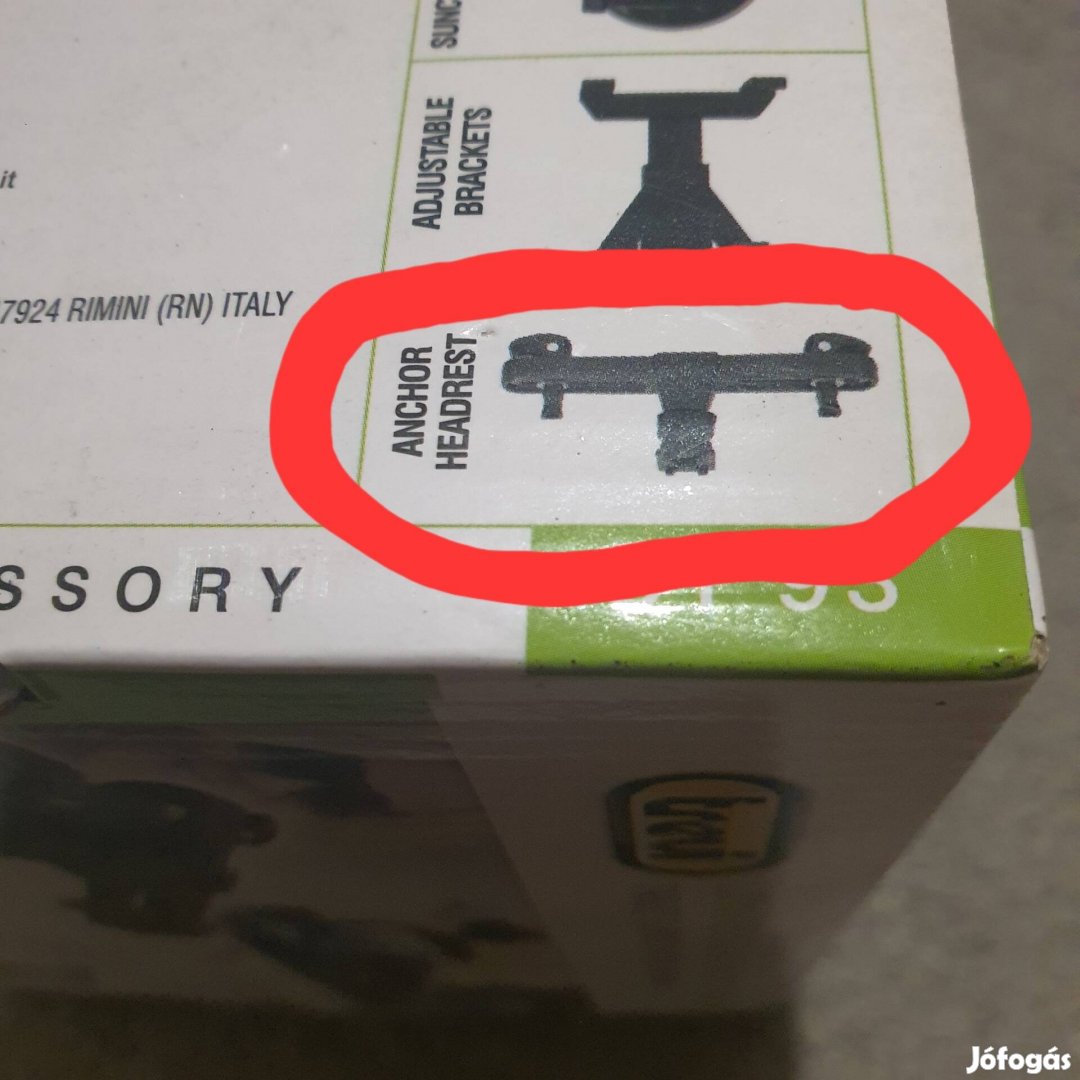 SUNC
ADJUSTABLE
BRACKETS
it
7924 RIMINI (RN) ITALY
ANCHOR
HEADREST
SSORY
Jófogás